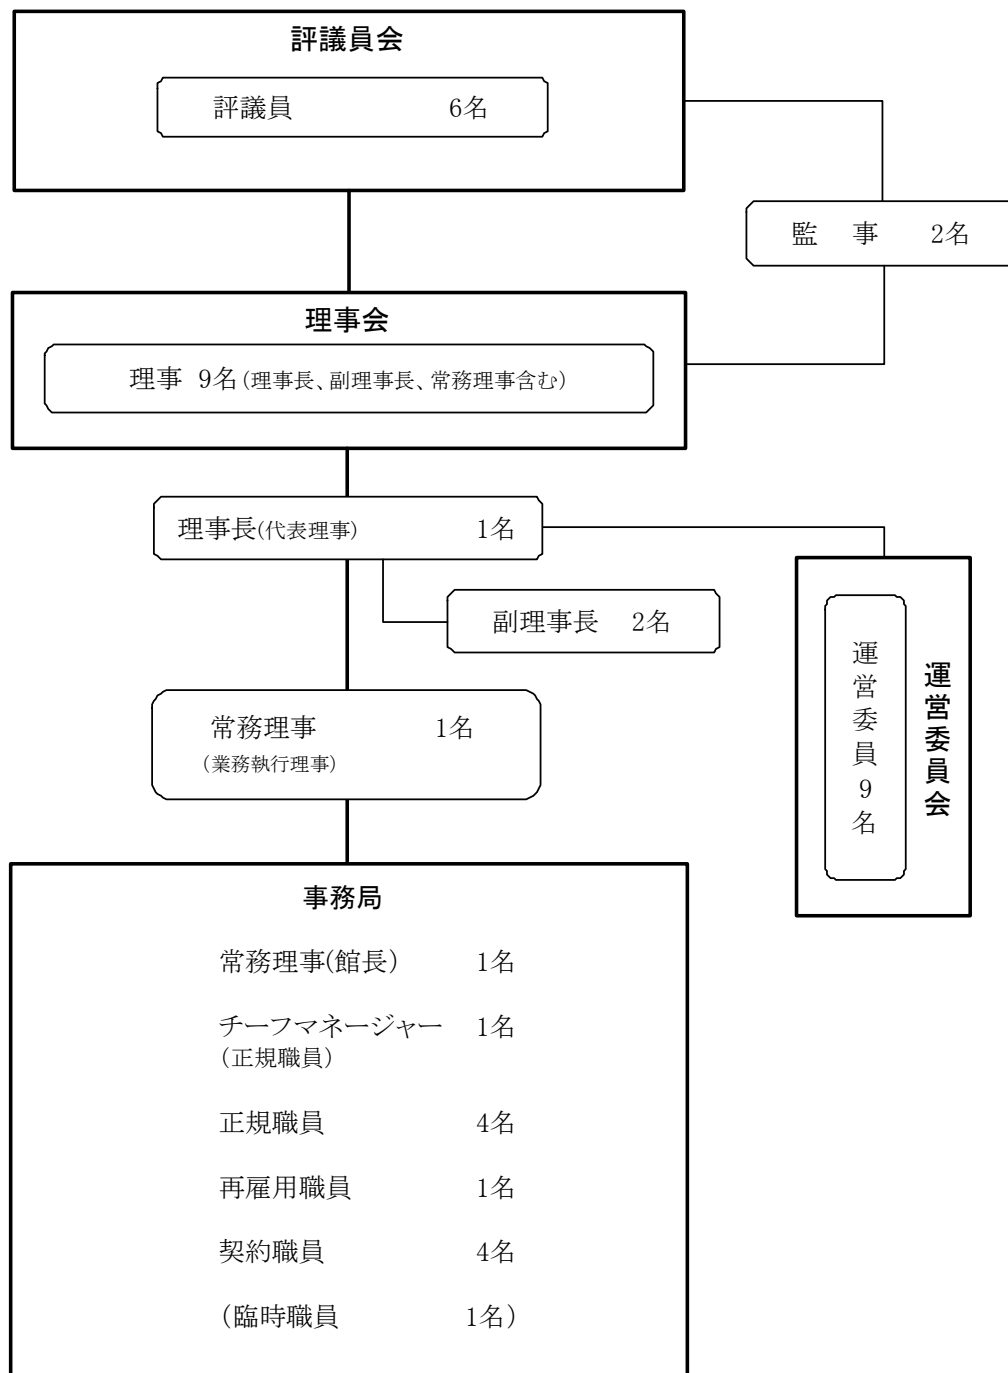 評議員会
評議員 6名
監 事 2名
理事会
理事 9名(理事長、副理事長、常務理事含む)
理事長(代表理事) 1名
副理事長 2名
運営委員9名
運営委員会
常務理事 1名
(業務執行理事)
事務局
常務理事(館長) 1名
チーフマネージャー 1名
(正規職員)
正規職員 4名
再雇用職員 1名
契約職員 4名
(臨時職員 1名)